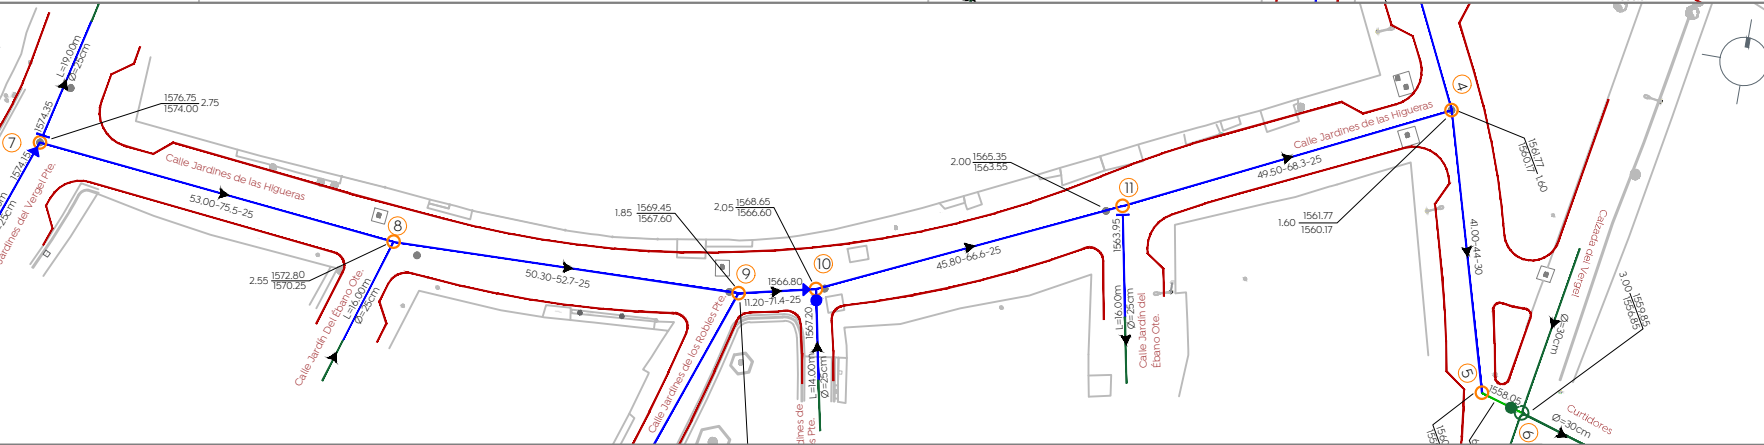 L=19.00m
Ø=25cm
1576.75
1574.00
2.75
7
1574.35
1574.15
25cm
Jardines del Vergel Pte.
Calle Jardines de las Higueras
53.00-75.5-25
8
1572.80
1570.25
2.55
Calle Jardín Del Ébano Ote.
L=16.00m
Ø=25cm
50.30-52.7-25
1.85
1569.45
1567.60
2.05
1568.65
1566.60
9
10
1566.80
11.20-71.4-25
Calle Jardines de los Robles Pte.
1567.20
L=14.00m
Ø=25cm
45.80-66.6-25
2.00
1565.35
1563.55
11
1563.95
L=16.00m
Ø=25cm
Calle Jardín del
Ébano Ote.
Calle Jardines de las Higueras
49.50-68.3-25
4
1561.77
1560.17
1.60
1.60
1561.77
1560.17
41.00-44-30
Calzada del Vergel
Ø=30cm
3.00
1559.85
1556.85
5
1558.05
6
Curtidores
Ø=30cm